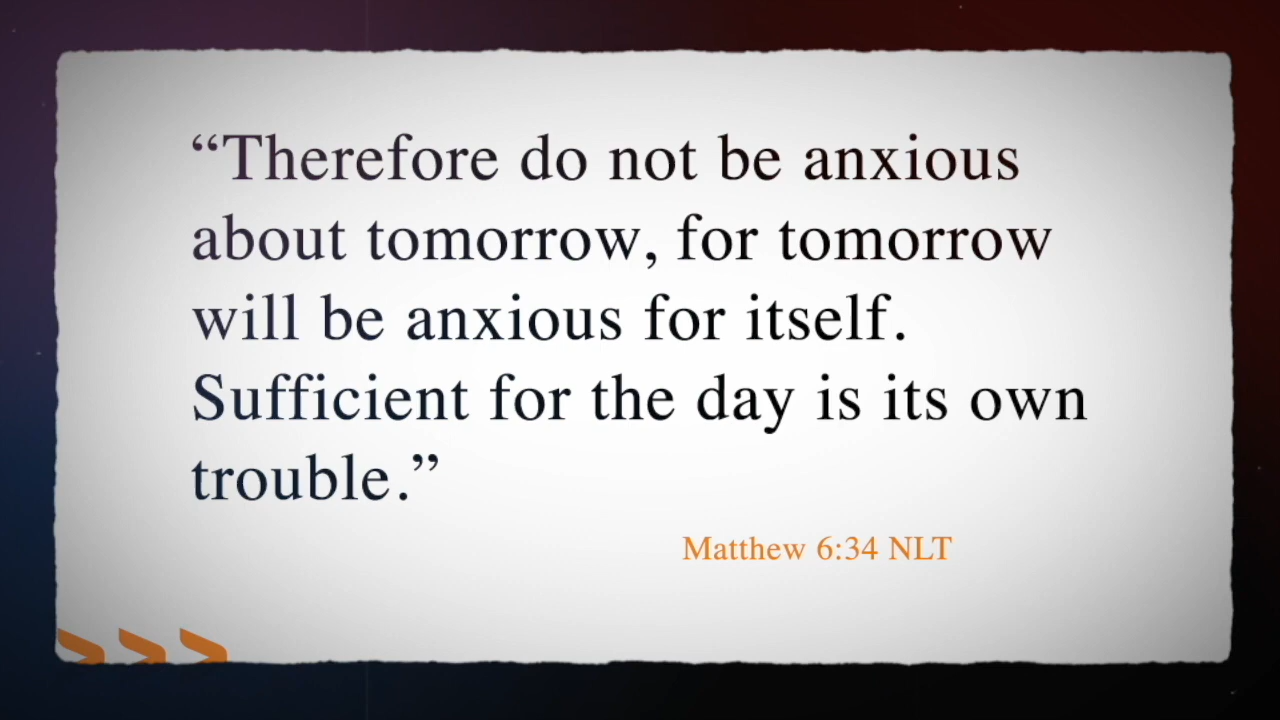 “Therefore do not be anxious
about tomorrow, for tomorrow
will be anxious for itself.
Sufficient for the day is its own
trouble.”
Matthew 6:34 NLT